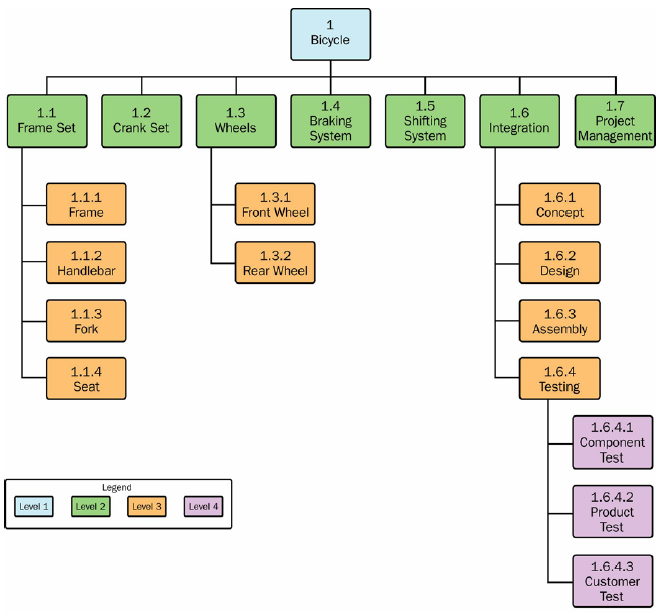 1
Bicycle
1.1
Frame Set
1.2
Crank Set
1.3
Wheels
1.4
Braking
System
1.5
Shifting
System
1.6
Integration
1.7
Project
Management
1.1.1
Frame
1.1.2
Handlebar
1.1.3
Fork
1.1.4
Seat
1.3.1
Front Wheel
1.3.2
Rear Wheel
1.6.1
Concept
1.6.2
Design
1.6.3
Assembly
1.6.4
Testing
1.6.4.1
Component
Test
1.6.4.2
Product
Test
1.6.4.3
Customer
Test
Legend
Level 1
Level 2
Level 3
Level 4